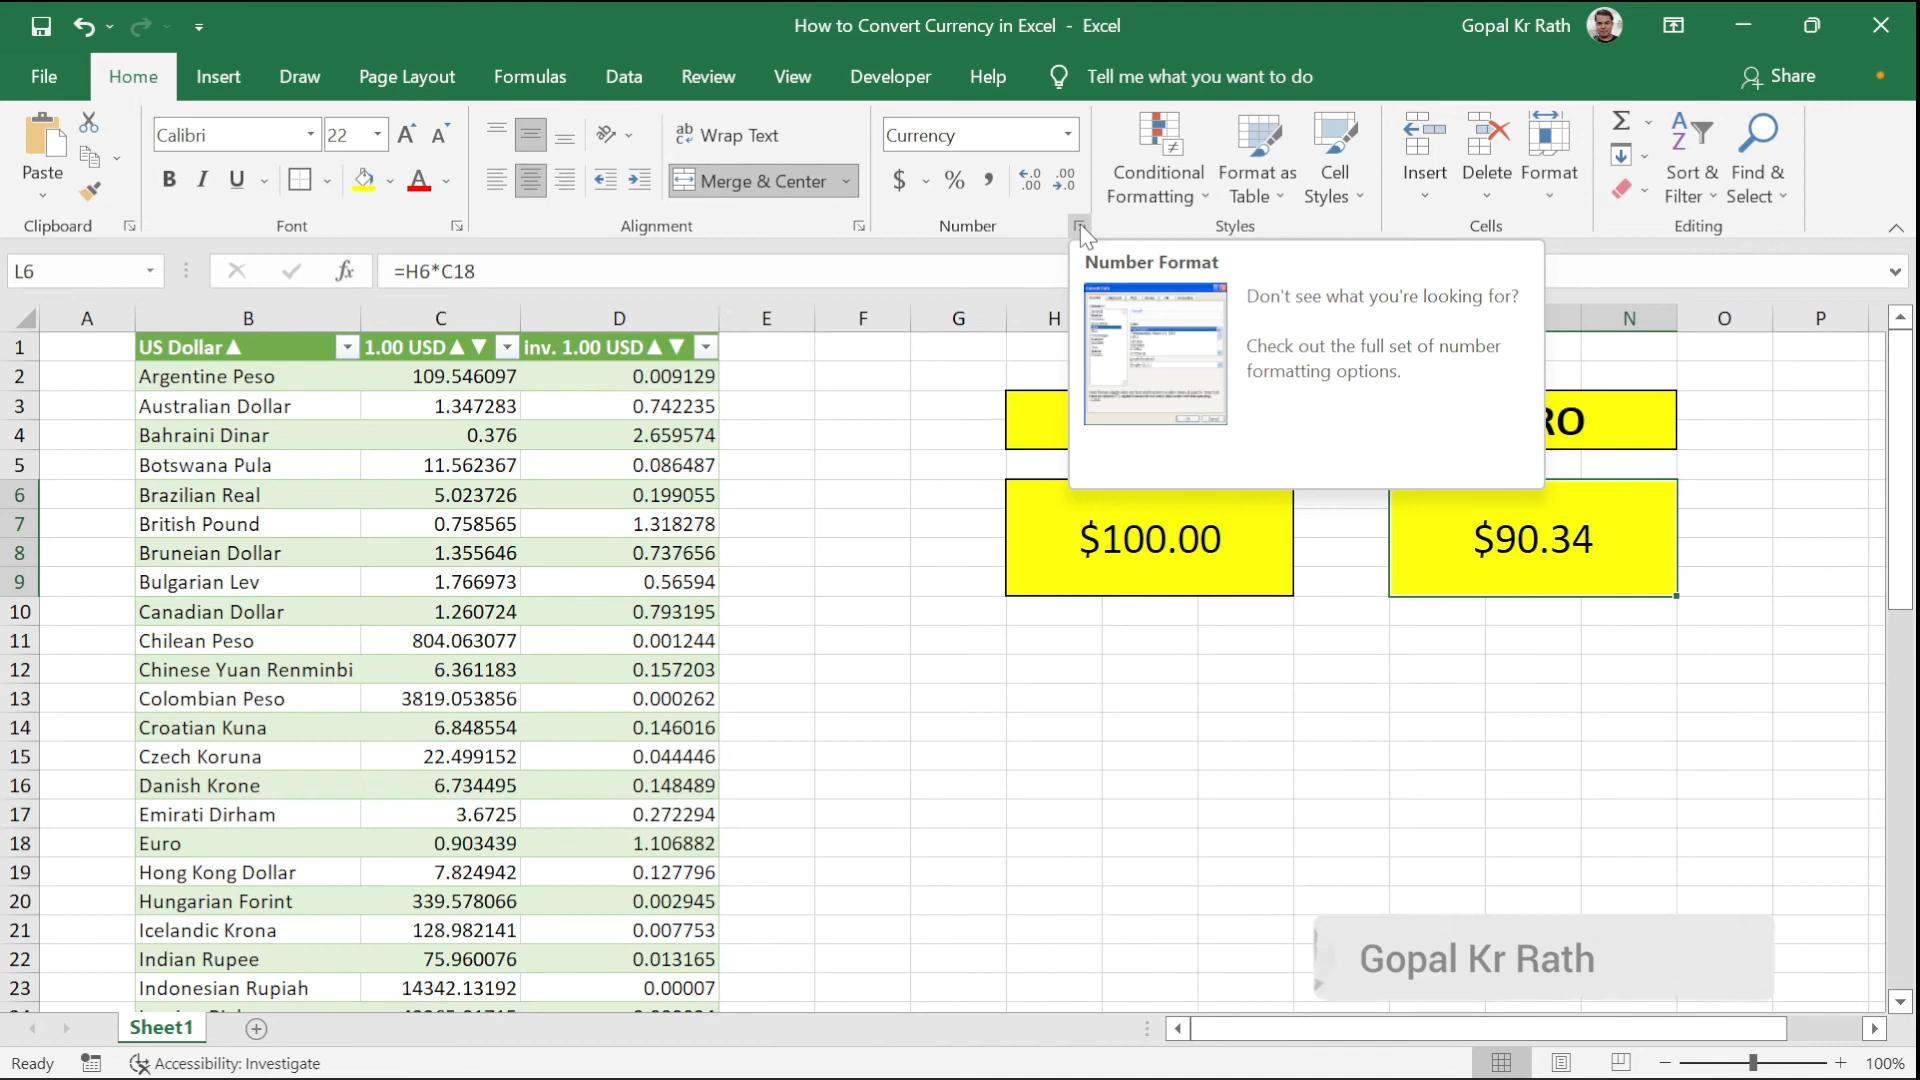 How to Convert Currency in Excel - Excel
Gopal Kr Rath
File Home Insert Draw Page Layout Formulas Data Review View Developer Help Tell me what you want to do Share
Paste
Clipboard
Calibri 22
B I U
Font
Wrap Text
Merge & Center
Alignment
Currency
$ % ,
Number
Conditional Formatting
Format as Table
Cell Styles
Styles
Insert Delete Format
Cells
Sort & Filter
Find & Select
Editing
L6 fx =H6*C18
Number Format
Don't see what you're looking for?
Check out the full set of number
formatting options.
A B C D E F G H N O P
1 US Dollar▲ 1.00 USD▲▼ inv. 1.00 USD▲▼
2 Argentine Peso 109.546097 0.009129
3 Australian Dollar 1.347283 0.742235
4 Bahraini Dinar 0.376 2.659574
5 Botswana Pula 11.562367 0.086487
6 Brazilian Real 5.023726 0.199055
7 British Pound 0.758565 1.318278
8 Bruneian Dollar 1.355646 0.737656
9 Bulgarian Lev 1.766973 0.56594
10 Canadian Dollar 1.260724 0.793195
11 Chilean Peso 804.063077 0.001244
12 Chinese Yuan Renminbi 6.361183 0.157203
13 Colombian Peso 3819.053856 0.000262
14 Croatian Kuna 6.848554 0.146016
15 Czech Koruna 22.499152 0.044446
16 Danish Krone 6.734495 0.148489
17 Emirati Dirham 3.6725 0.272294
18 Euro 0.903439 1.106882
19 Hong Kong Dollar 7.824942 0.127796
20 Hungarian Forint 339.578066 0.002945
21 Icelandic Krona 128.982141 0.007753
22 Indian Rupee 75.960076 0.013165
23 Indonesian Rupiah 14342.13192 0.00007
RO
$100.00 $90.34
Gopal Kr Rath
Sheet1
Ready Accessibility: Investigate 100%